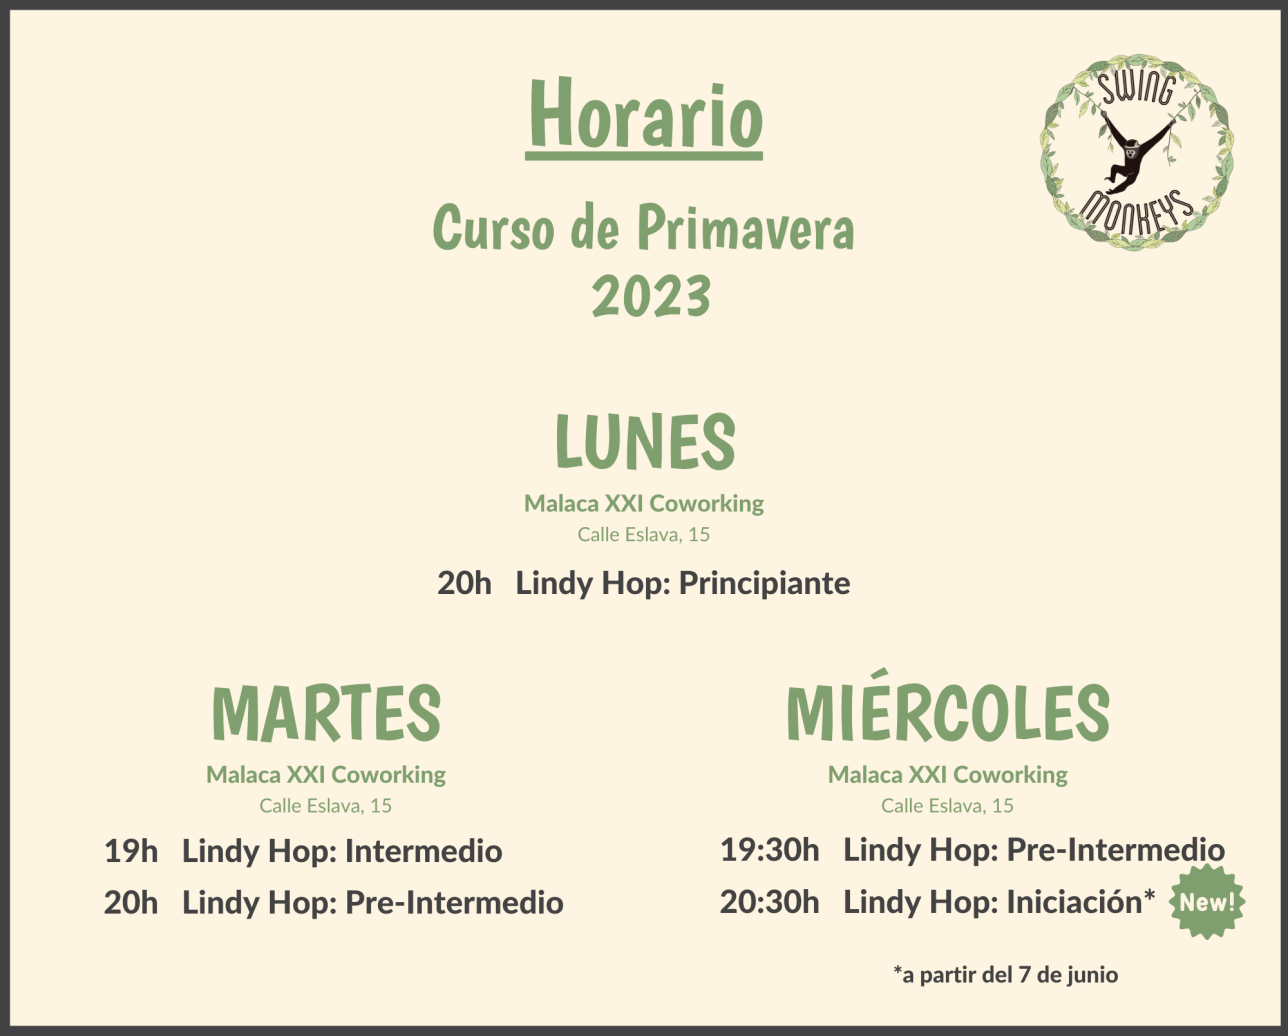 Horario
SWING
MONKEYS
Curso de Primavera
2023
LUNES
Malaca XXI Coworking
Calle Eslava, 15
20h Lindy Hop: Principiante
MARTES
Malaca XXI Coworking
Calle Eslava, 15
19h Lindy Hop: Intermedio
20h Lindy Hop: Pre-Intermedio
MIÉRCOLES
Malaca XXI Coworking
Calle Eslava, 15
19:30h Lindy Hop: Pre-Intermedio
20:30h Lindy Hop: Iniciación*
New!
*a partir del 7 de junio